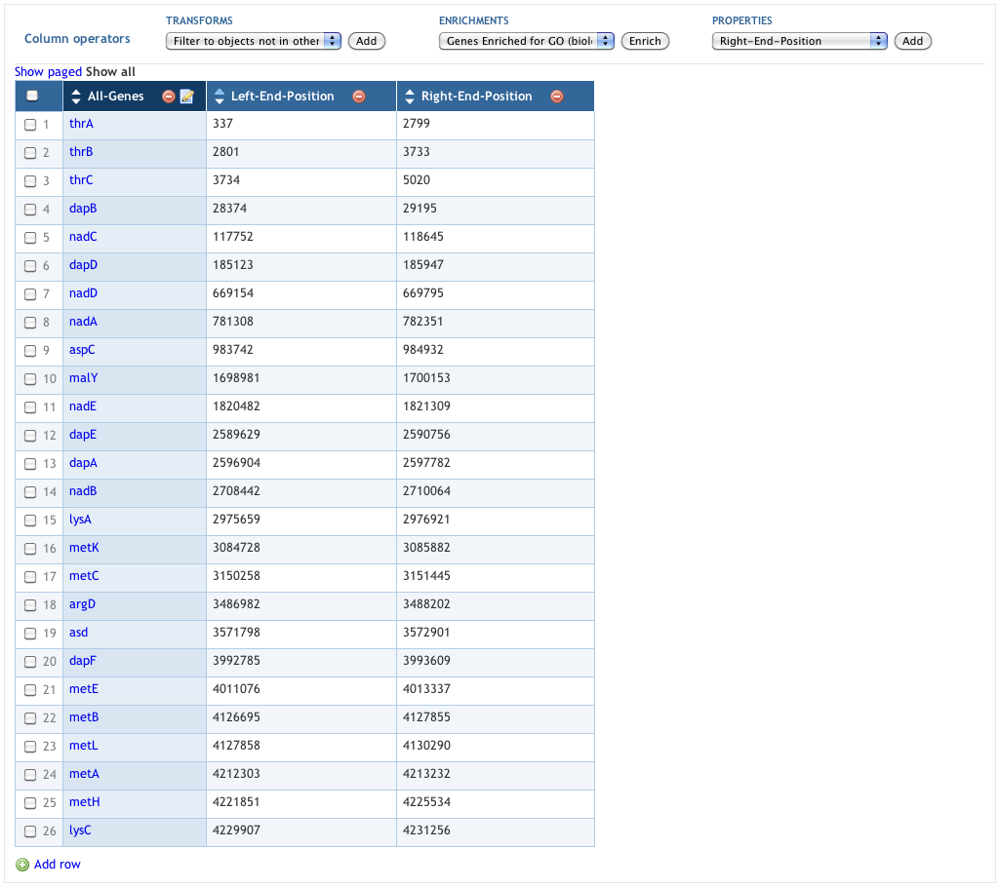 TRANSFORMS ENRICHMENTS PROPERTIES
Column operators Filter to objects not in other Add Genes Enriched for GO (biol Enrich Right-End-Position Add
Show paged Show all
All-Genes Left-End-Position Right-End-Position
1 thrA 337 2799
2 thrB 2801 3733
3 thrC 3734 5020
4 dapB 28374 29195
5 nadC 117752 118645
6 dapD 185123 185947
7 nadD 669154 669795
8 nadA 781308 782351
9 aspC 983742 984932
10 malY 1698981 1700153
11 nadE 1820482 1821309
12 dapE 2589629 2590756
13 dapA 2596904 2597782
14 nadB 2708442 2710064
15 lysA 2975659 2976921
16 metK 3084728 3085882
17 metC 3150258 3151445
18 argD 3486982 3488202
19 asd 3571798 3572901
20 dapF 3992785 3993609
21 metE 4011076 4013337
22 metB 4126695 4127855
23 metL 4127858 4130290
24 metA 4212303 4213232
25 metH 4221851 4225534
26 lysC 4229907 4231256
Add row